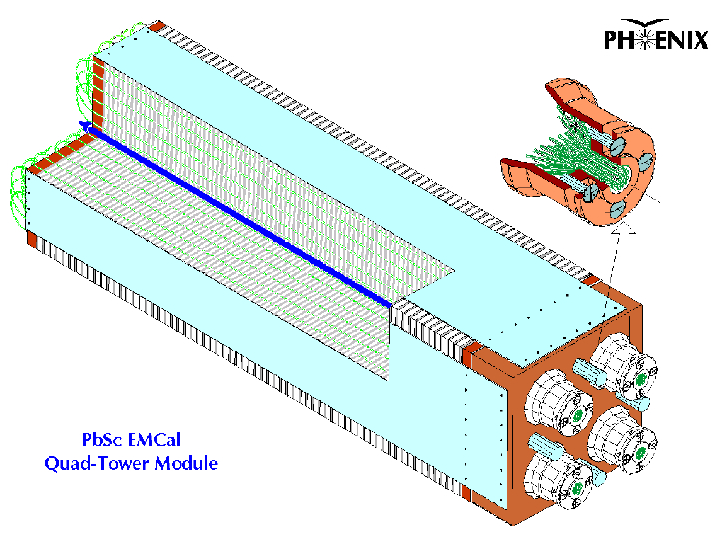 PHENIX
PbSc EMCal
Quad-Tower Module